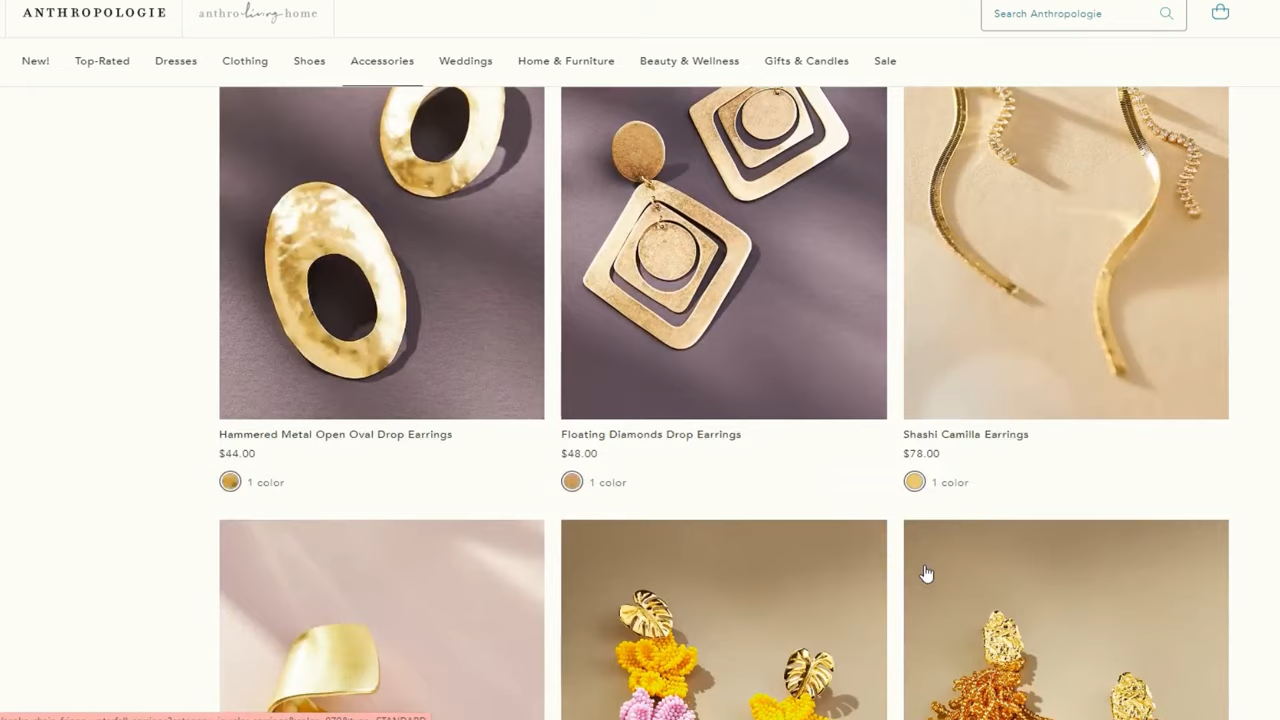 ANTHROPOLOGIE
anthro living home
Search Anthropologie
New! Top-Rated Dresses Clothing Shoes Accessories Weddings Home & Furniture Beauty & Wellness Gifts & Candles Sale
Hammered Metal Open Oval Drop Earrings
$44.00
1 color
Floating Diamonds Drop Earrings
$48.00
1 color
Shashi Camilla Earrings
$78.00
1 color